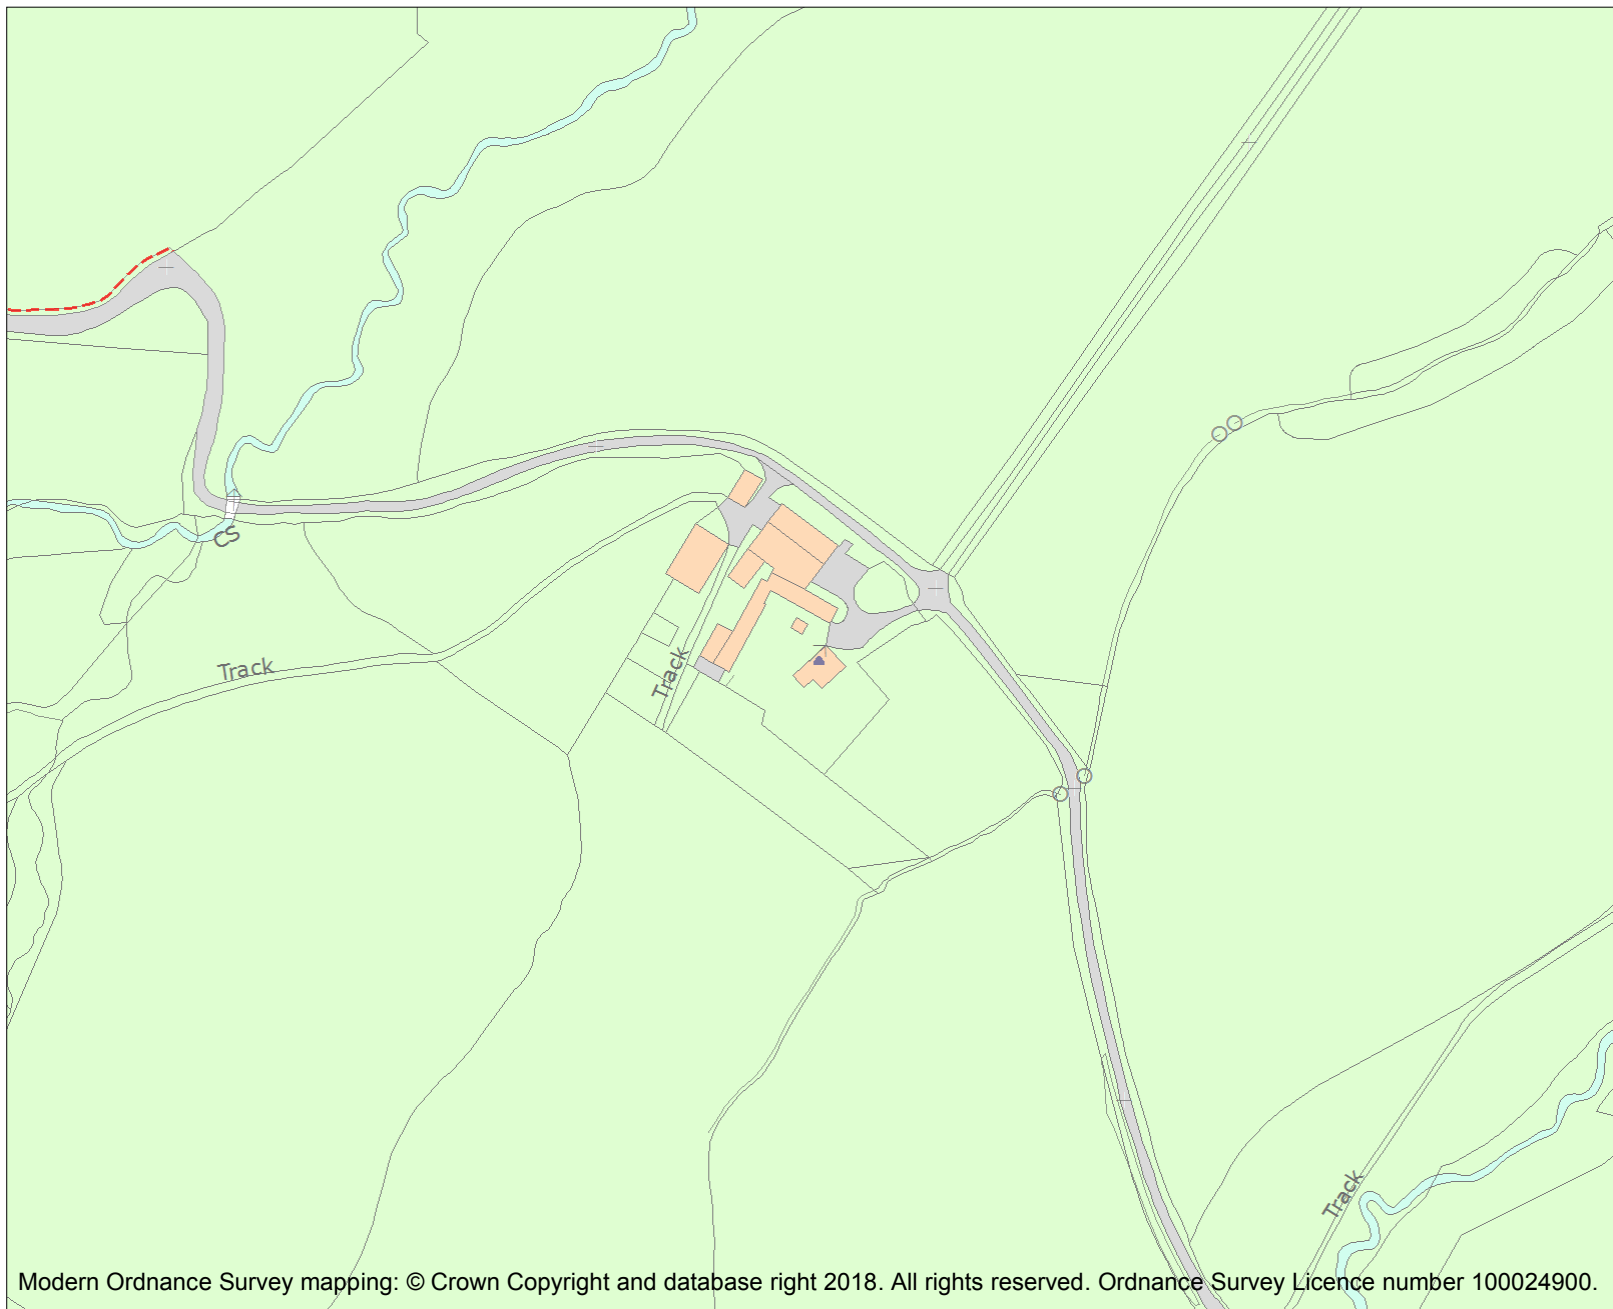 CS
Track
Track
Track
Modern Ordnance Survey mapping: © Crown Copyright and database right 2018. All rights reserved. Ordnance Survey Licence number 100024900.